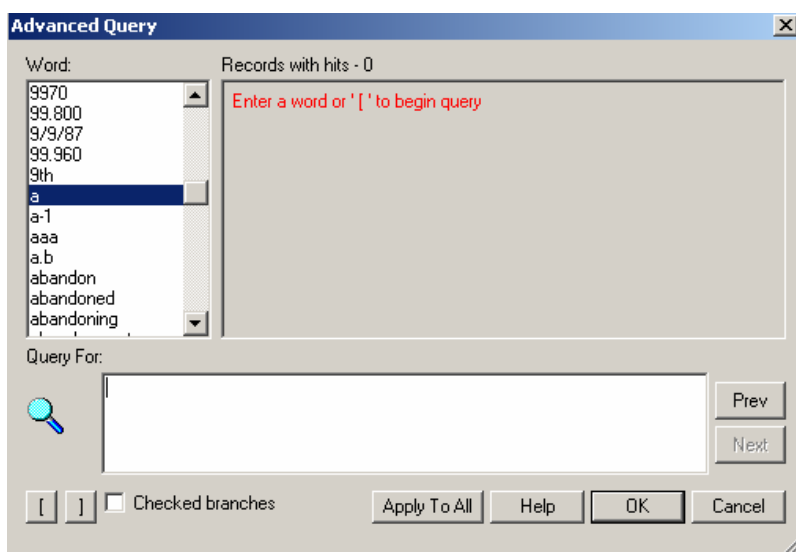 Advanced Query
Word:
Records with hits - 0
9970
99.800
9/9/87
99.960
9th
a
a-1
aaa
a.b
abandon
abandoned
abandoning
Enter a word or ' [ ' to begin query
Query For:
Prev
Next
[ ] Checked branches
Apply To All Help OK Cancel